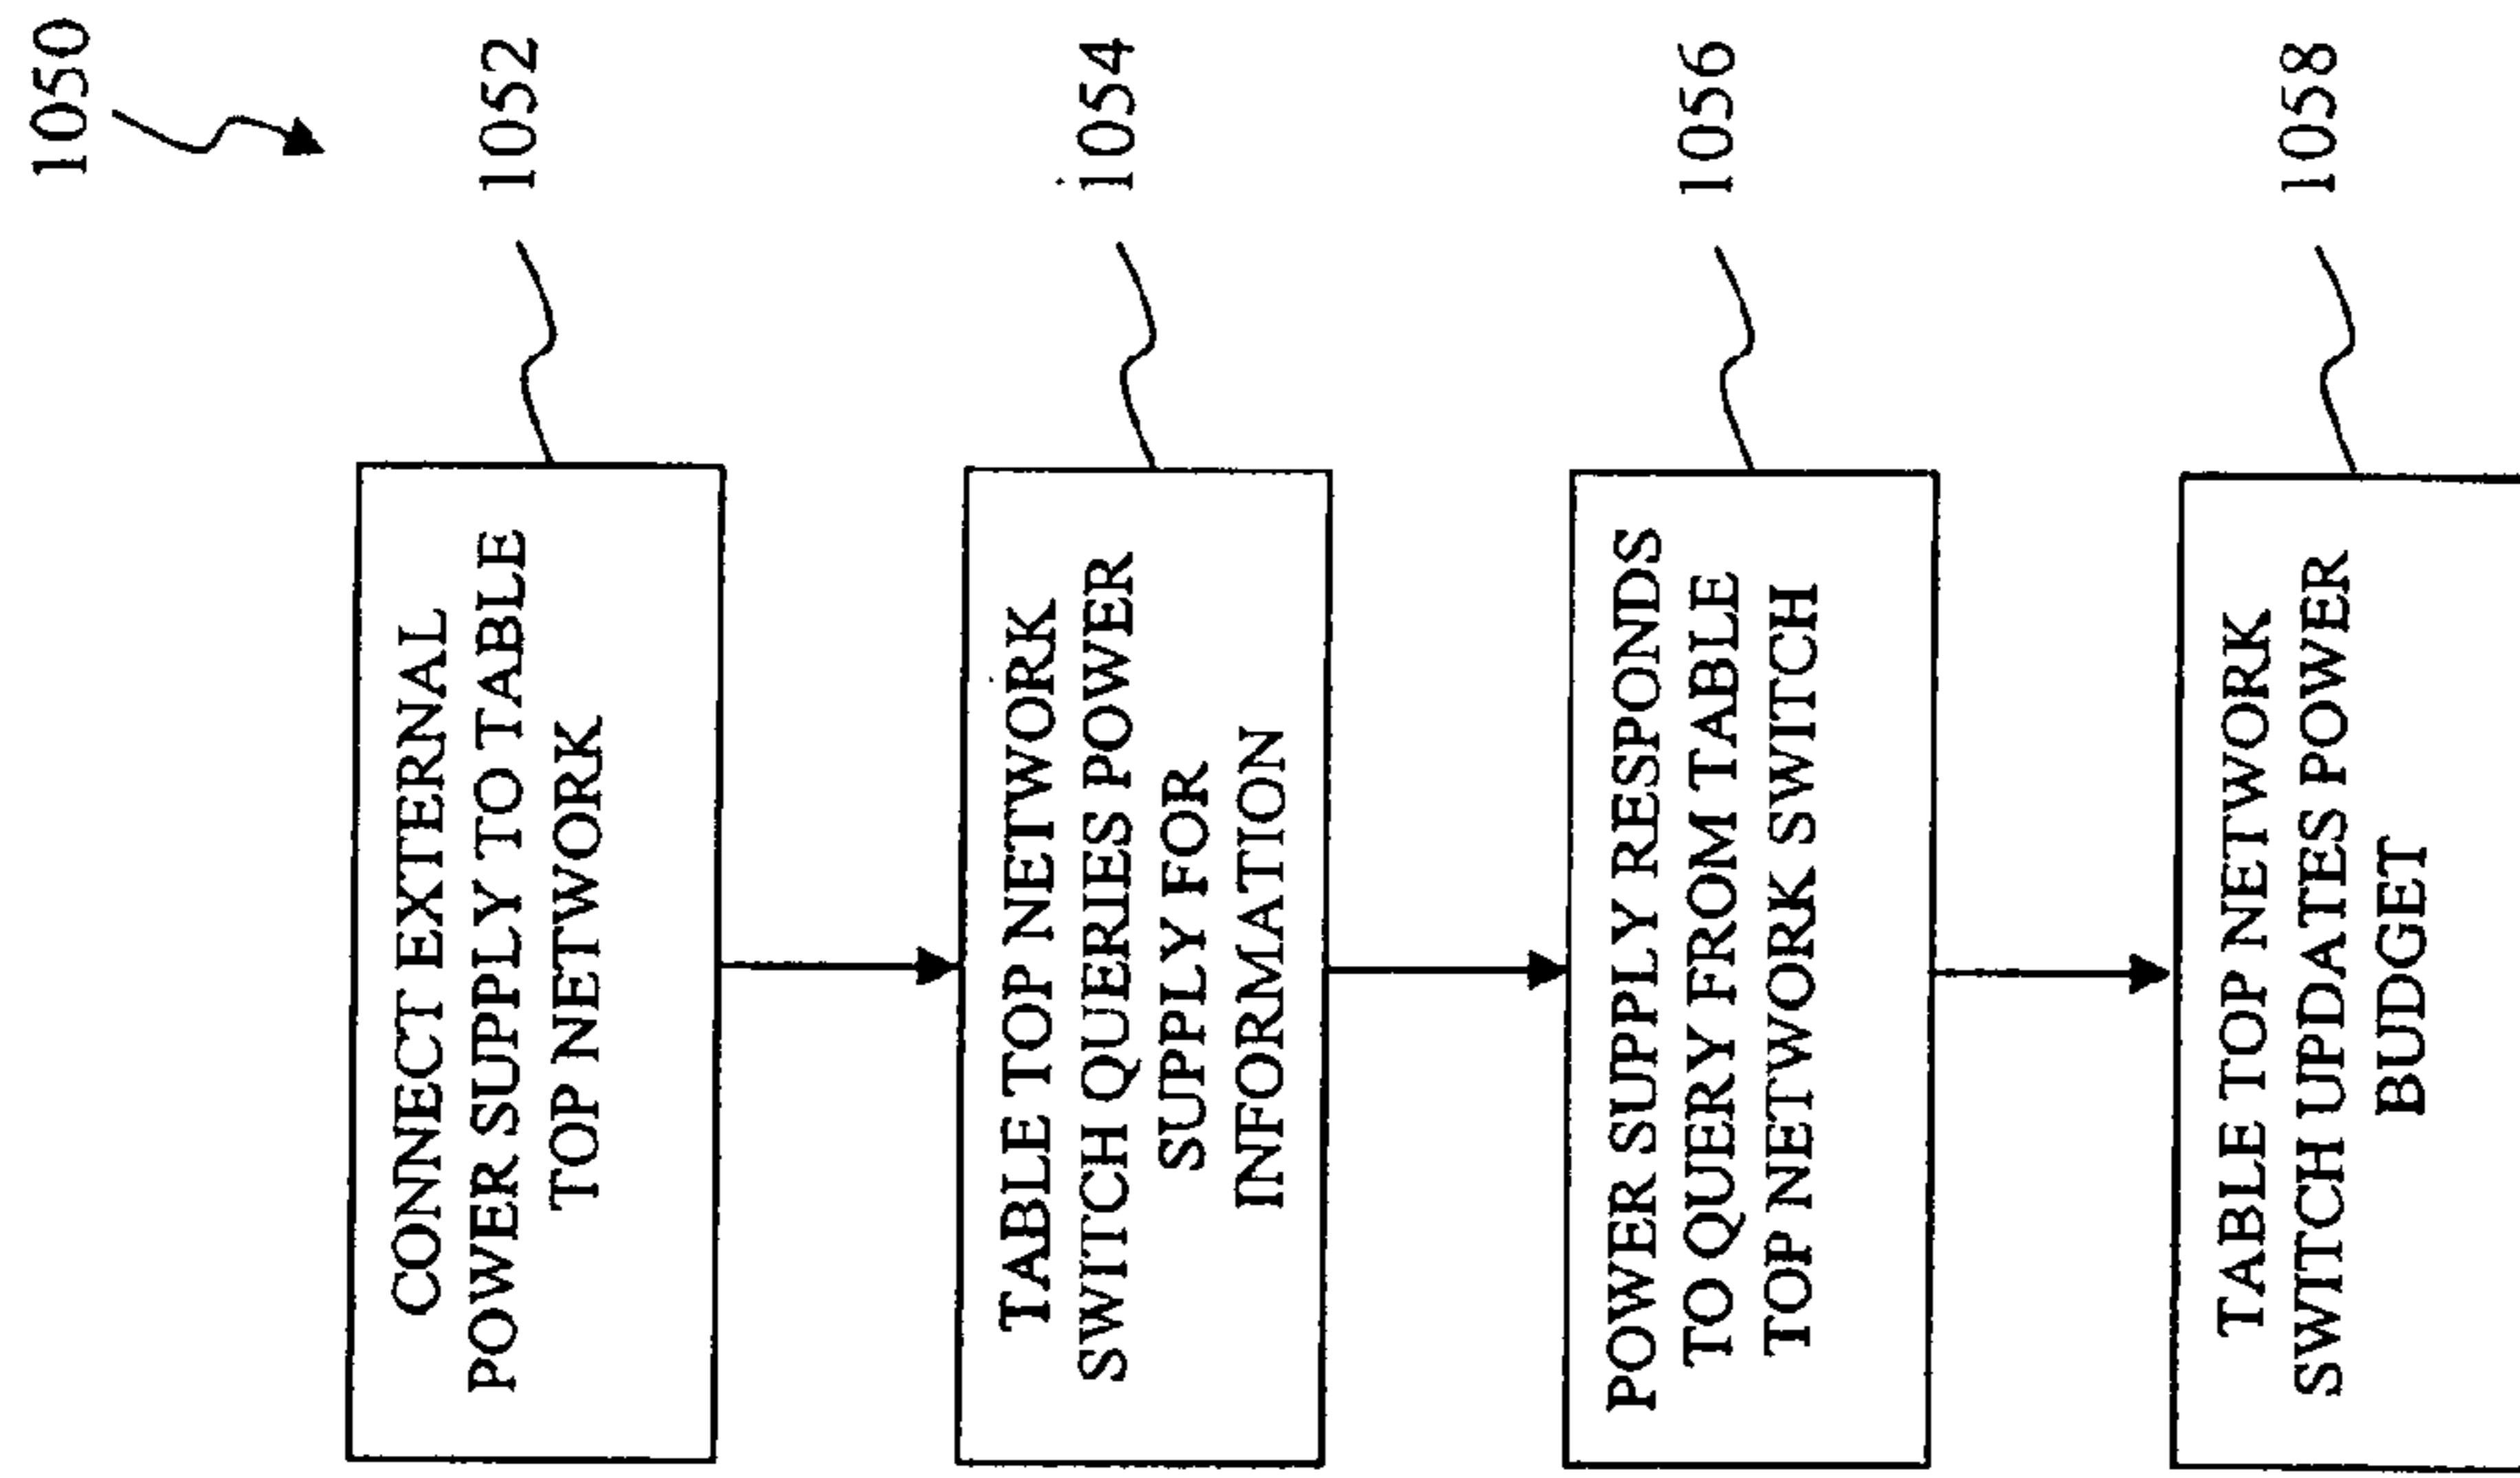 1050
1052
CONNECT EXTERNAL
POWER SUPPLY TO TABLE
TOP NETWORK
1054
TABLE TOP NETWORK
SWITCH QUERIES POWER
SUPPLY FOR
INFORMATION
1056
POWER SUPPLY RESPONDS
TO QUERY FROM TABLE
TOP NETWORK SWITCH
1058
TABLE TOP NETWORK
SWITCH UPDATES POWER
BUDGET